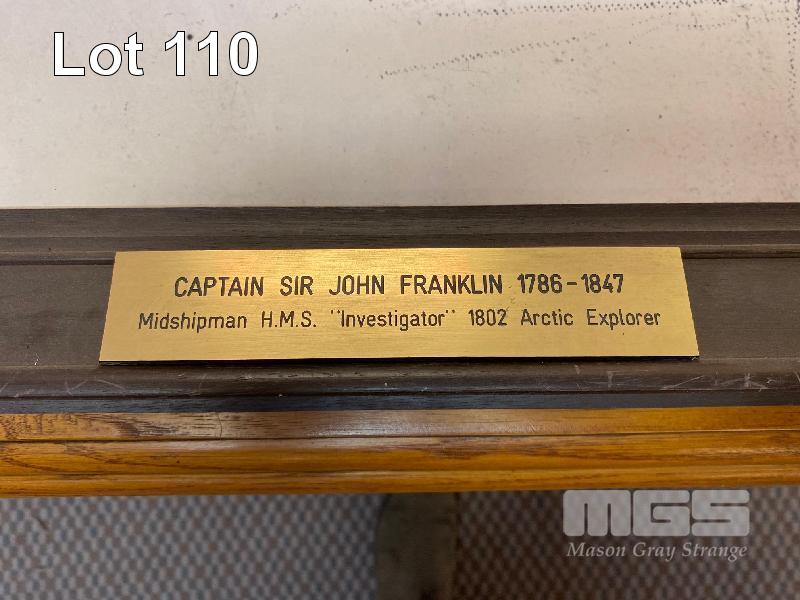 Lot 110
CAPTAIN SIR JOHN FRANKLIN 1786-1847
Midshipman H.M.S. "Investigator" 1802 Arctic Explorer
MGS
Mason Gray Strange